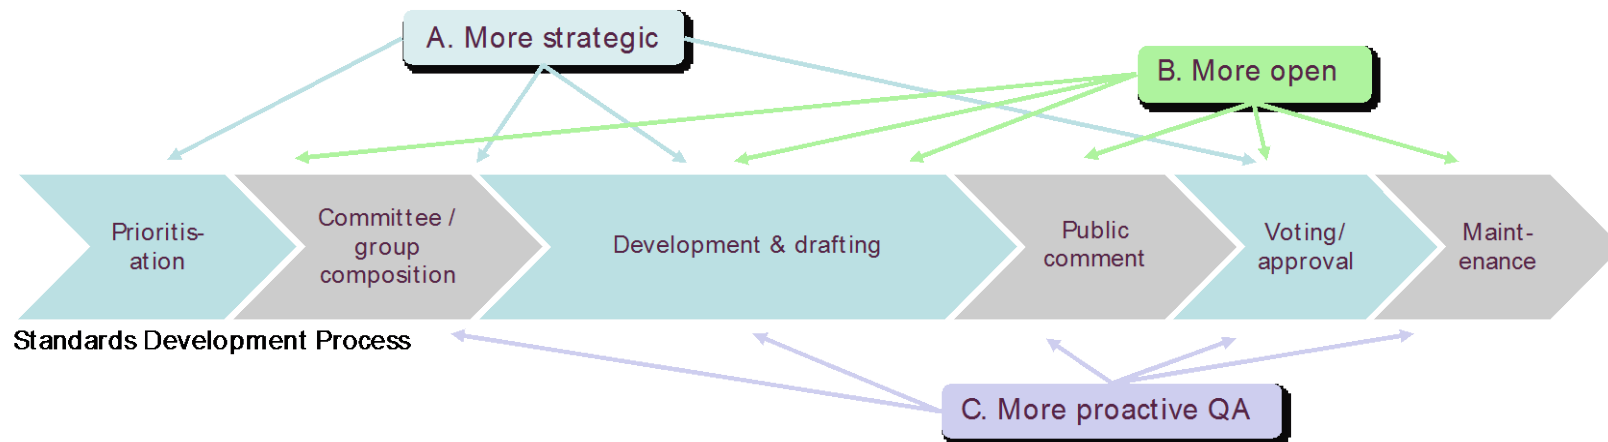 A. More strategic
B. More open
Prioritis-
ation
Committee /
group
composition
Development & drafting
Public
comment
Voting/
approval
Maint-
enance
Standards Development Process
C. More proactive QA